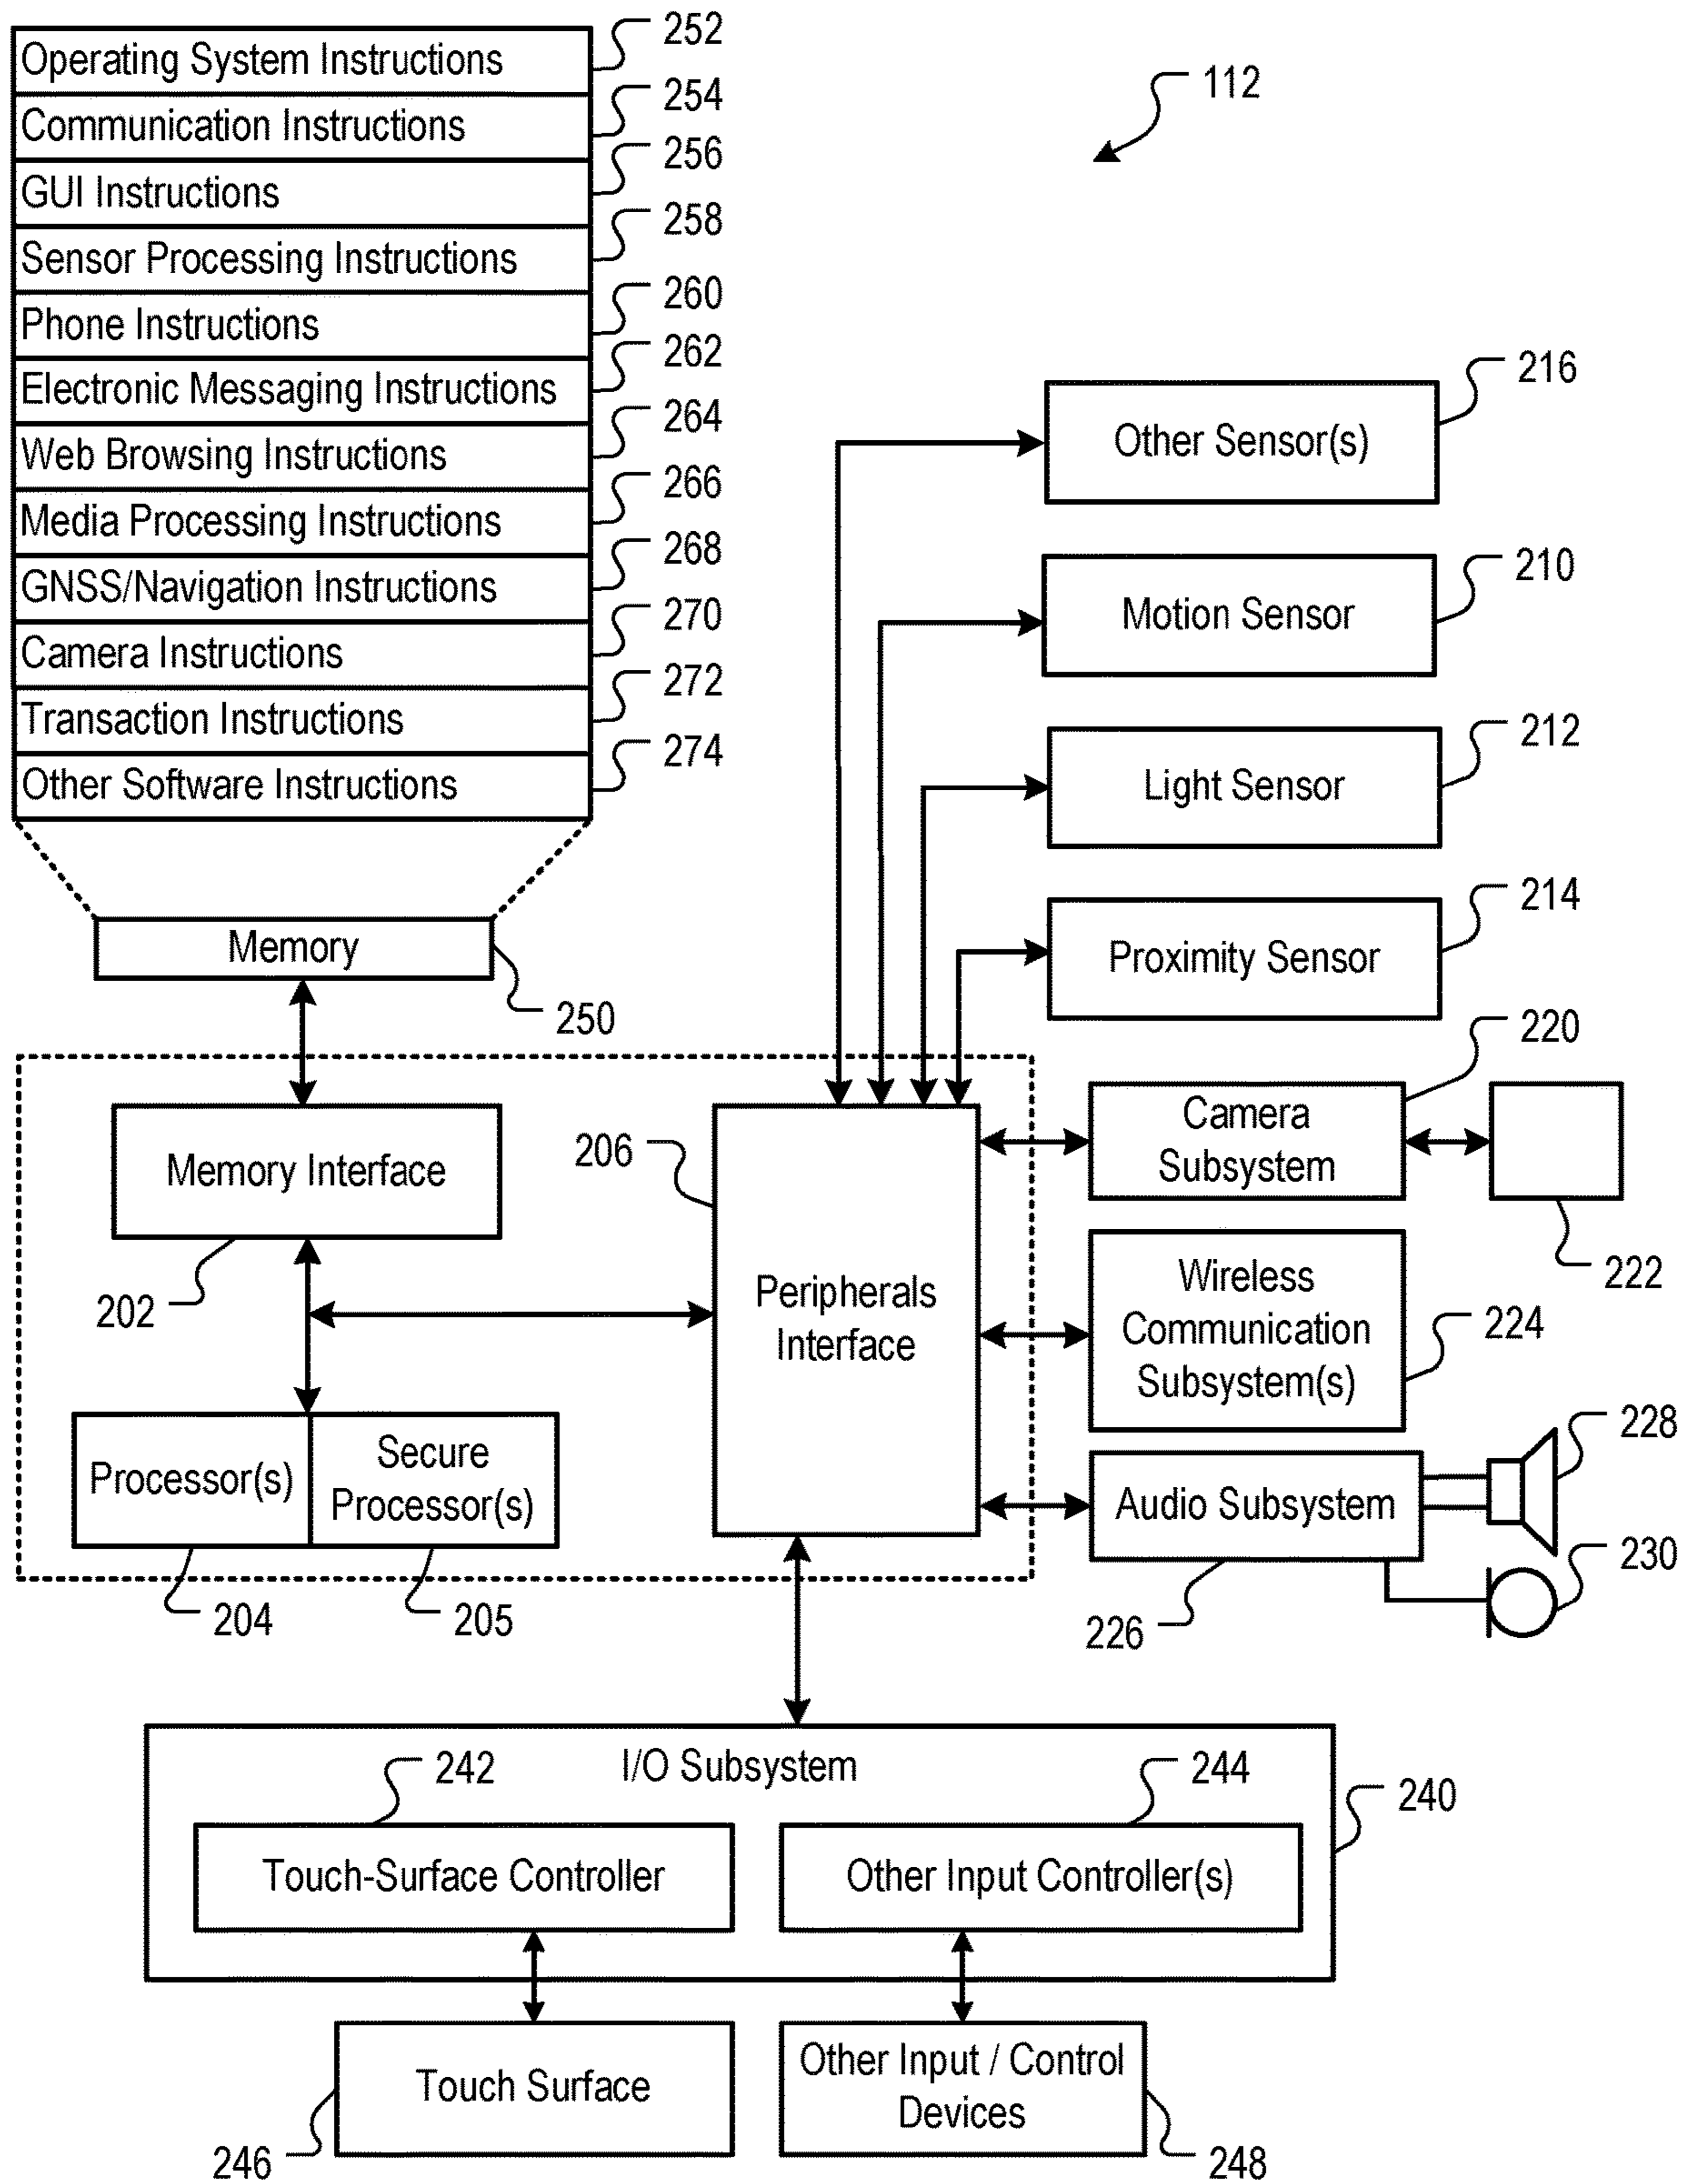 Operating System Instructions
252
Communication Instructions
254
GUI Instructions
256
Sensor Processing Instructions
258
Phone Instructions
260
Electronic Messaging Instructions
262
Web Browsing Instructions
264
Media Processing Instructions
266
GNSS/Navigation Instructions
268
Camera Instructions
270
Transaction Instructions
272
Other Software Instructions
274
112
Other Sensor(s)
216
Motion Sensor
210
Light Sensor
212
Proximity Sensor
214
Memory
250
Memory Interface
202
206
Peripherals
Interface
Camera
Subsystem
220
222
Wireless
Communication
Subsystem(s)
224
Processor(s)
Secure
Processor(s)
204
205
Audio Subsystem
226
228
230
I/O Subsystem
242
244
240
Touch-Surface Controller
Other Input Controller(s)
Touch Surface
246
Other Input / Control
Devices
248